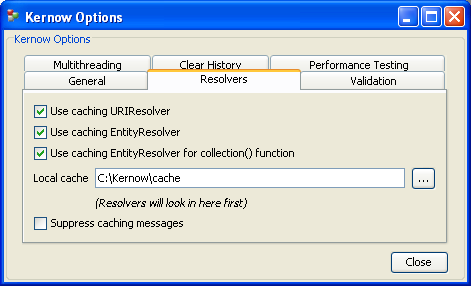 Kernow Options
Kernow Options
Multithreading Clear History Performance Testing
General Resolvers Validation
Use caching URIResolver
Use caching EntityResolver
Use caching EntityResolver for collection() function
Local cache C:\Kernow\cache ...
(Resolvers will look in here first)
Suppress caching messages
Close